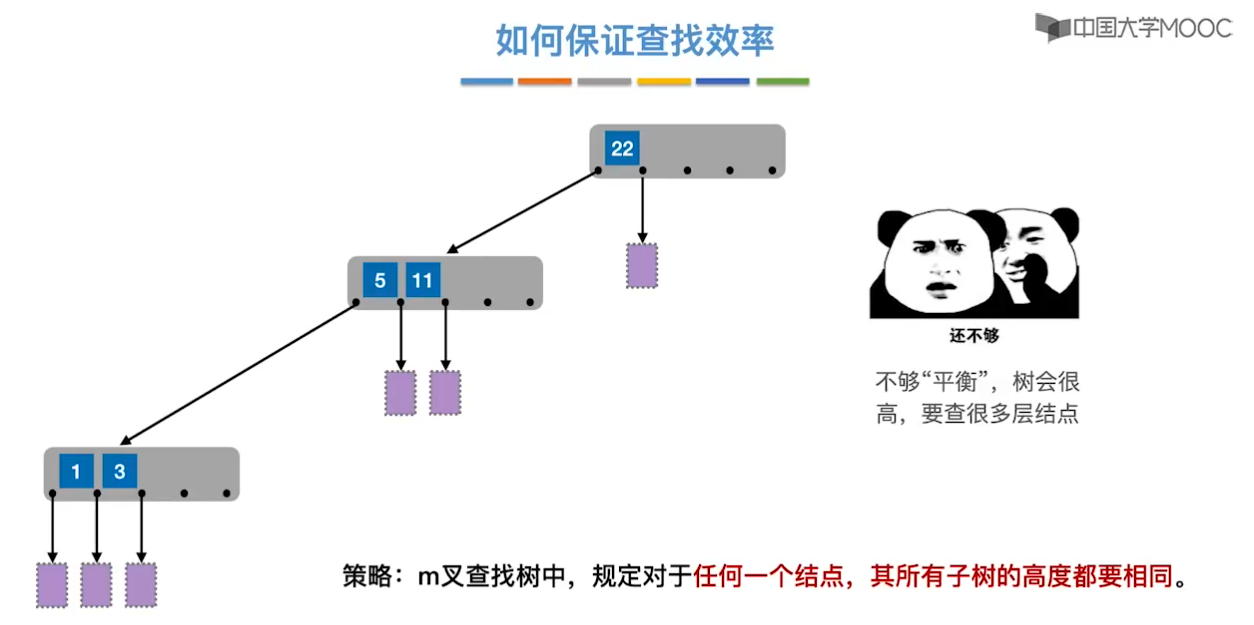 如何保证查找效率
中国大学MOOC
22
5 11
1 3
还不够
不够“平衡”，树会很
高，要查很多层结点
策略：m叉查找树中，规定对于任何一个结点，其所有子树的高度都要相同。